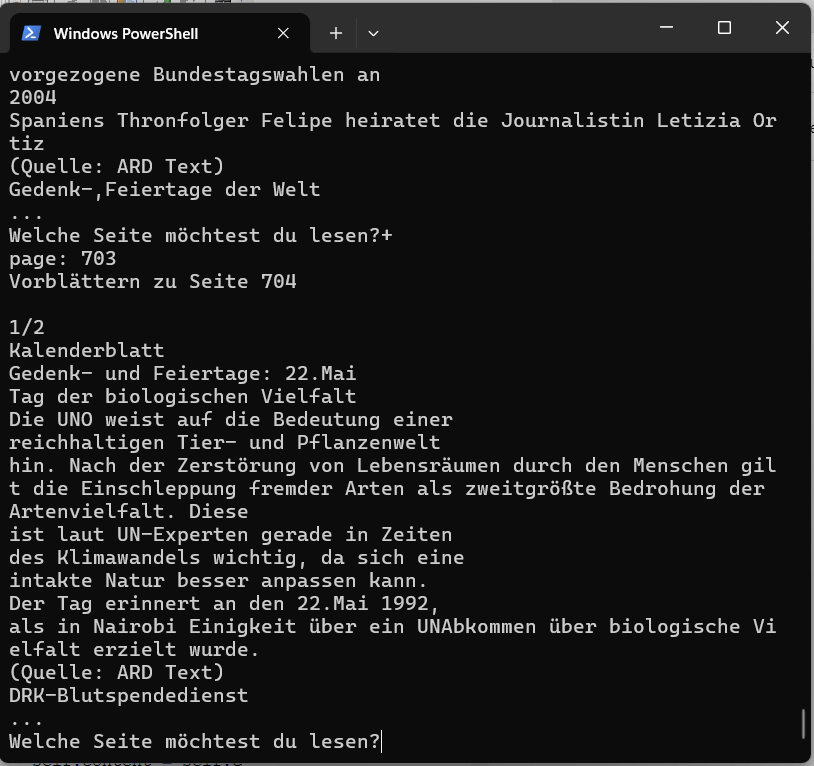 Windows PowerShell
vorgezogene Bundestagswahlen an
2004
Spaniens Thronfolger Felipe heiratet die Journalistin Letizia Or
tiz
(Quelle: ARD Text)
Gedenk-,Feiertage der Welt
...
Welche Seite möchtest du lesen?+
page: 703
Vorblättern zu Seite 704
1/2
Kalenderblatt
Gedenk- und Feiertage: 22.Mai
Tag der biologischen Vielfalt
Die UNO weist auf die Bedeutung einer
reichhaltigen Tier- und Pflanzenwelt
hin. Nach der Zerstörung von Lebensräumen durch den Menschen gil
t die Einschleppung fremder Arten als zweitgrößte Bedrohung der
Artenvielfalt. Diese
ist laut UN-Experten gerade in Zeiten
des Klimawandels wichtig, da sich eine
intakte Natur besser anpassen kann.
Der Tag erinnert an den 22.Mai 1992,
als in Nairobi Einigkeit über ein UNAbkommen über biologische Vi
elfalt erzielt wurde.
(Quelle: ARD Text)
DRK-Blutspendedienst
...
Welche Seite möchtest du lesen?